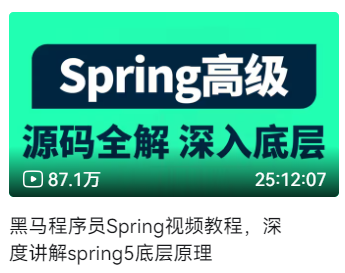 Spring高级
源码全解 深入底层
87.1万 25:12:07
黑马程序员Spring视频教程，深
度讲解spring5底层原理